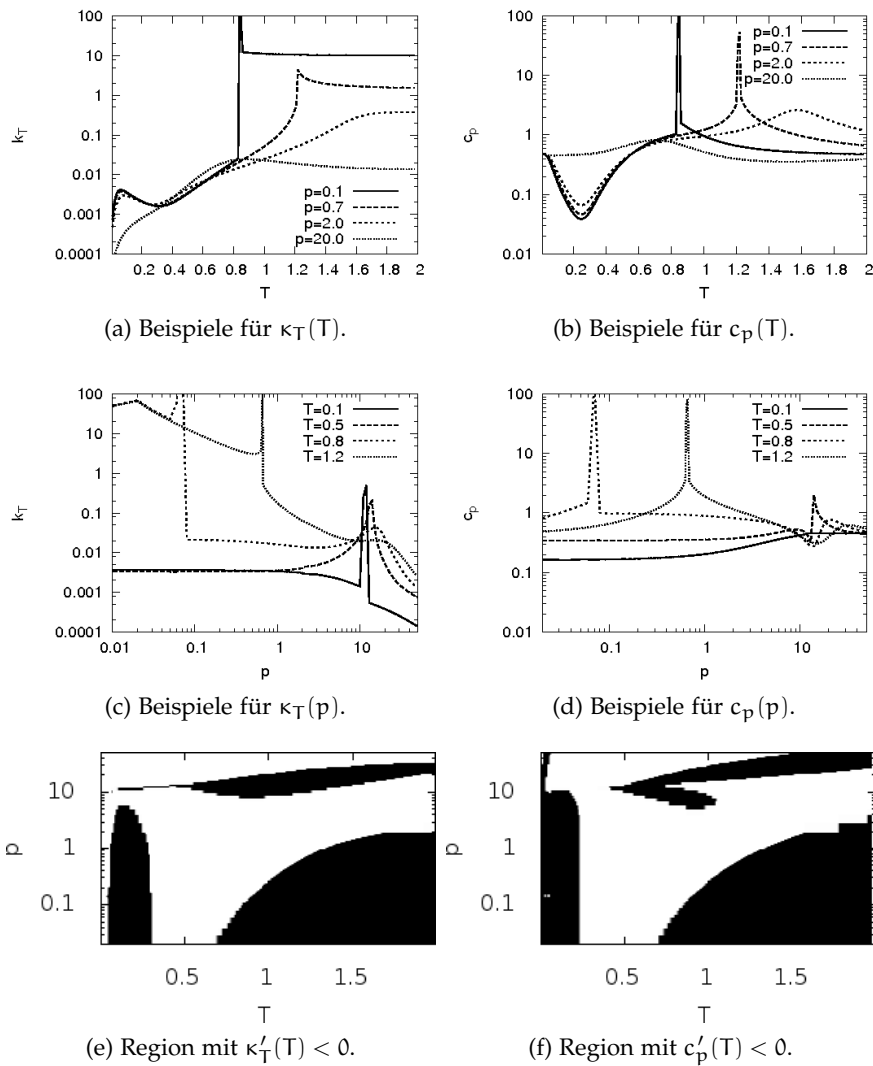 100
10
1
0.1
0.01
0.001
0.0001
k_T
p=0.1
p=0.7
p=2.0
p=20.0
0.2 0.4 0.6 0.8 1 1.2 1.4 1.6 1.8 2
T
(a) Beispiele für κ_T(T).
100
10
1
0.1
0.01
c_p
p=0.1
p=0.7
p=2.0
p=20.0
0.2 0.4 0.6 0.8 1 1.2 1.4 1.6 1.8 2
T
(b) Beispiele für c_p(T).
100
10
1
0.1
0.01
0.001
0.0001
k_T
T=0.1
T=0.5
T=0.8
T=1.2
0.01 0.1 1 10
p
(c) Beispiele für κ_T(p).
100
10
1
0.1
0.01
c_p
T=0.1
T=0.5
T=0.8
T=1.2
0.1 1 10
p
(d) Beispiele für c_p(p).
10
1
0.1
p
0.5 1 1.5
T
(e) Region mit κ′_T(T) < 0.
10
1
0.1
p
0.5 1 1.5
T
(f) Region mit c′_p(T) < 0.